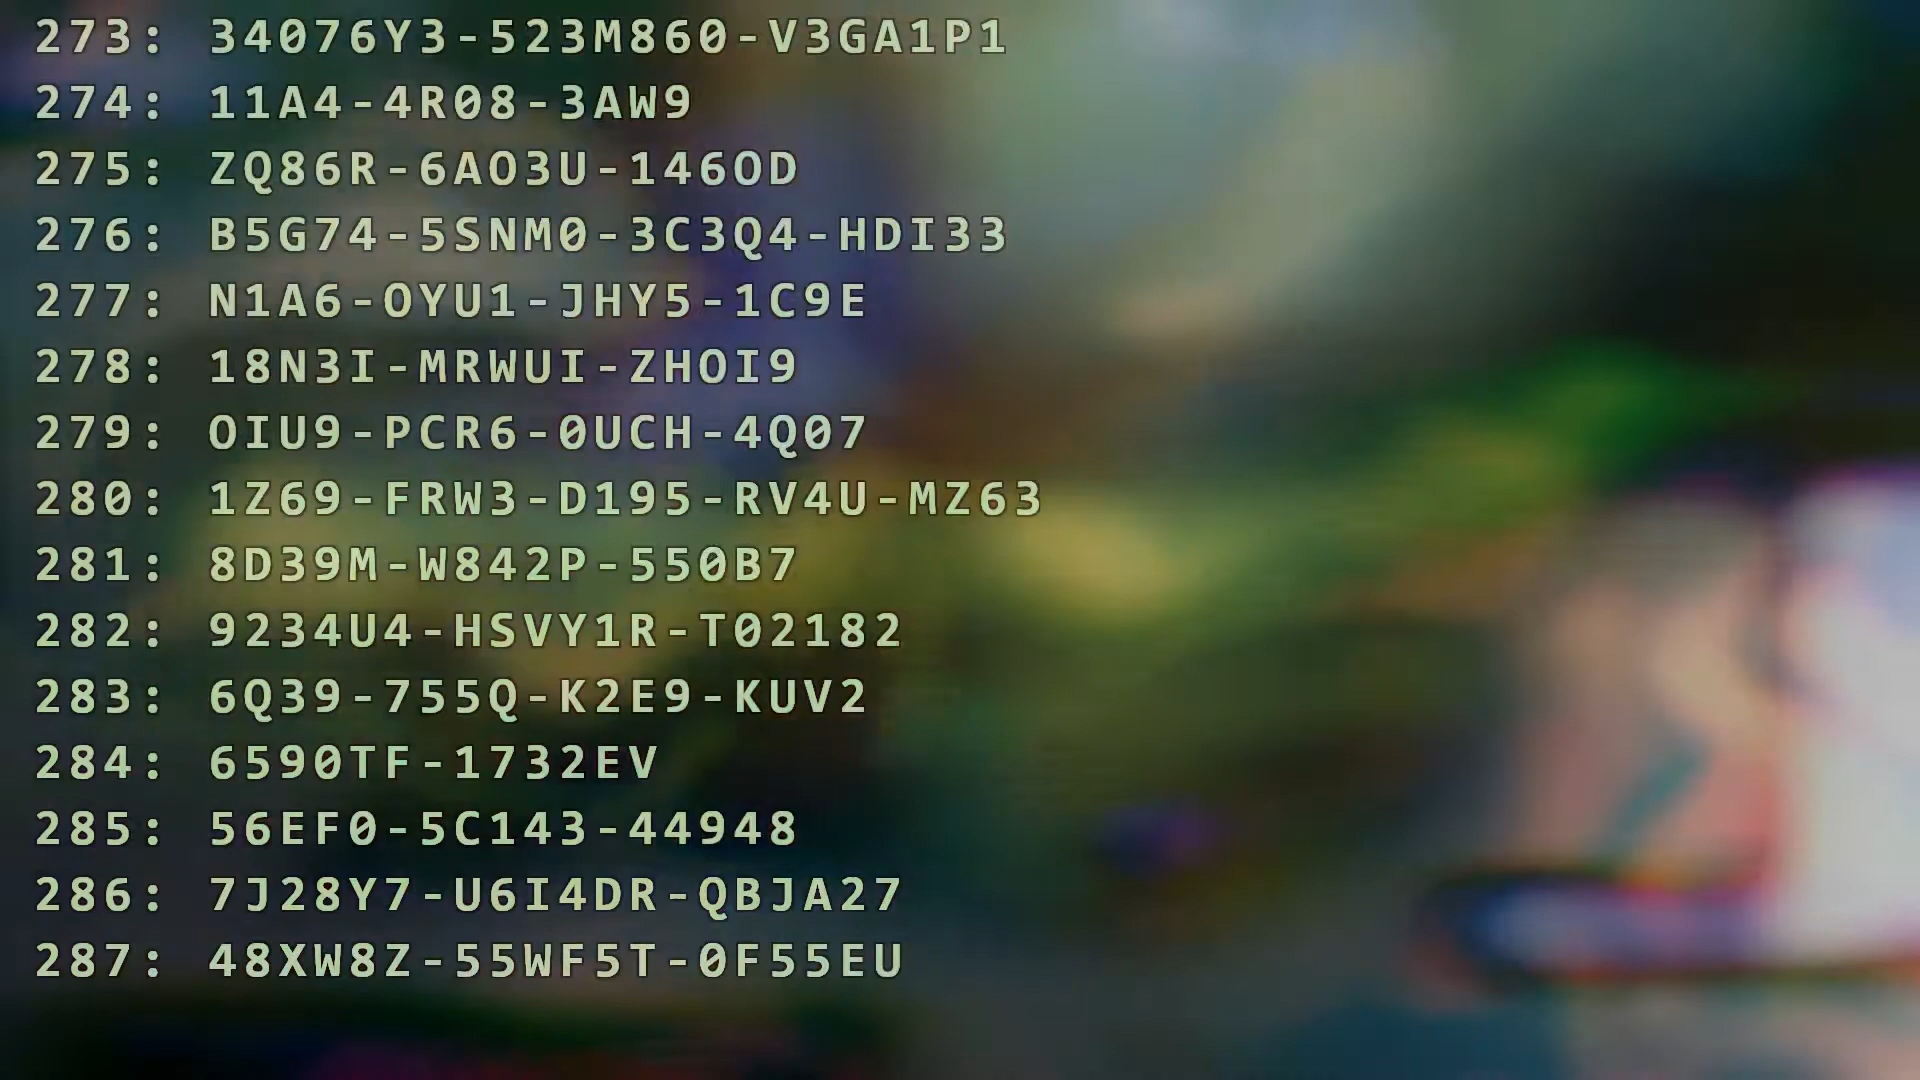 273: 34076Y3-523M860-V3GA1P1
274: 11A4-4R08-3AW9
275: ZQ86R-6AO3U-146OD
276: B5G74-5SNM0-3C3Q4-HDI33
277: N1A6-OYU1-JHY5-1C9E
278: 18N3I-MRWUI-ZHOI9
279: OIU9-PCR6-0UCH-4Q07
280: 1Z69-FRW3-D195-RV4U-MZ63
281: 8D39M-W842P-550B7
282: 9234U4-HSVY1R-T02182
283: 6Q39-755Q-K2E9-KUV2
284: 6590TF-1732EV
285: 56EF0-5C143-44948
286: 7J28Y7-U6I4DR-QBJA27
287: 48XW8Z-55WF5T-0F55EU